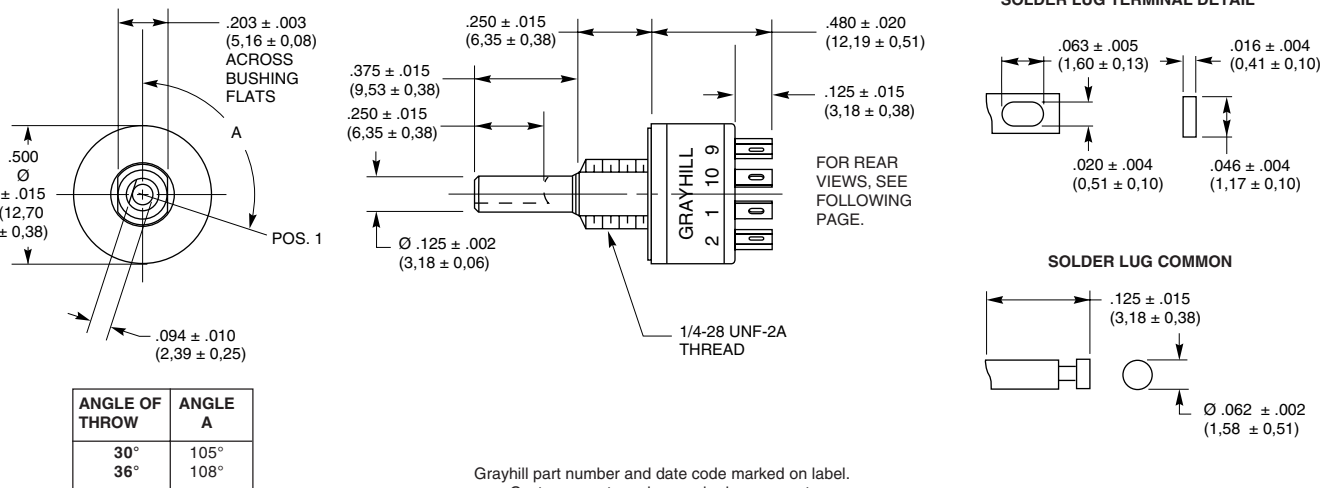 .203 ± .003
(5,16 ± 0,08)
ACROSS
BUSHING
FLATS
A
.500
Ø
± .015
(12,70
± 0,38)
POS. 1
.094 ± .010
(2,39 ± 0,25)
ANGLE OF THROW
ANGLE A
30° 105°
36° 108°
.250 ± .015
(6,35 ± 0,38)
.480 ± .020
(12,19 ± 0,51)
.375 ± .015
(9,53 ± 0,38)
.250 ± .015
(6,35 ± 0,38)
.125 ± .015
(3,18 ± 0,38)
GRAYHILL
2 1 10 9
FOR REAR
VIEWS, SEE
FOLLOWING
PAGE.
Ø .125 ± .002
(3,18 ± 0,06)
1/4-28 UNF-2A
THREAD
Grayhill part number and date code marked on label.
SOLDER LUG TERMINAL DETAIL
.063 ± .005
(1,60 ± 0,13)
.016 ± .004
(0,41 ± 0,10)
.020 ± .004
(0,51 ± 0,10)
.046 ± .004
(1,17 ± 0,10)
SOLDER LUG COMMON
.125 ± .015
(3,18 ± 0,38)
Ø .062 ± .002
(1,58 ± 0,51)